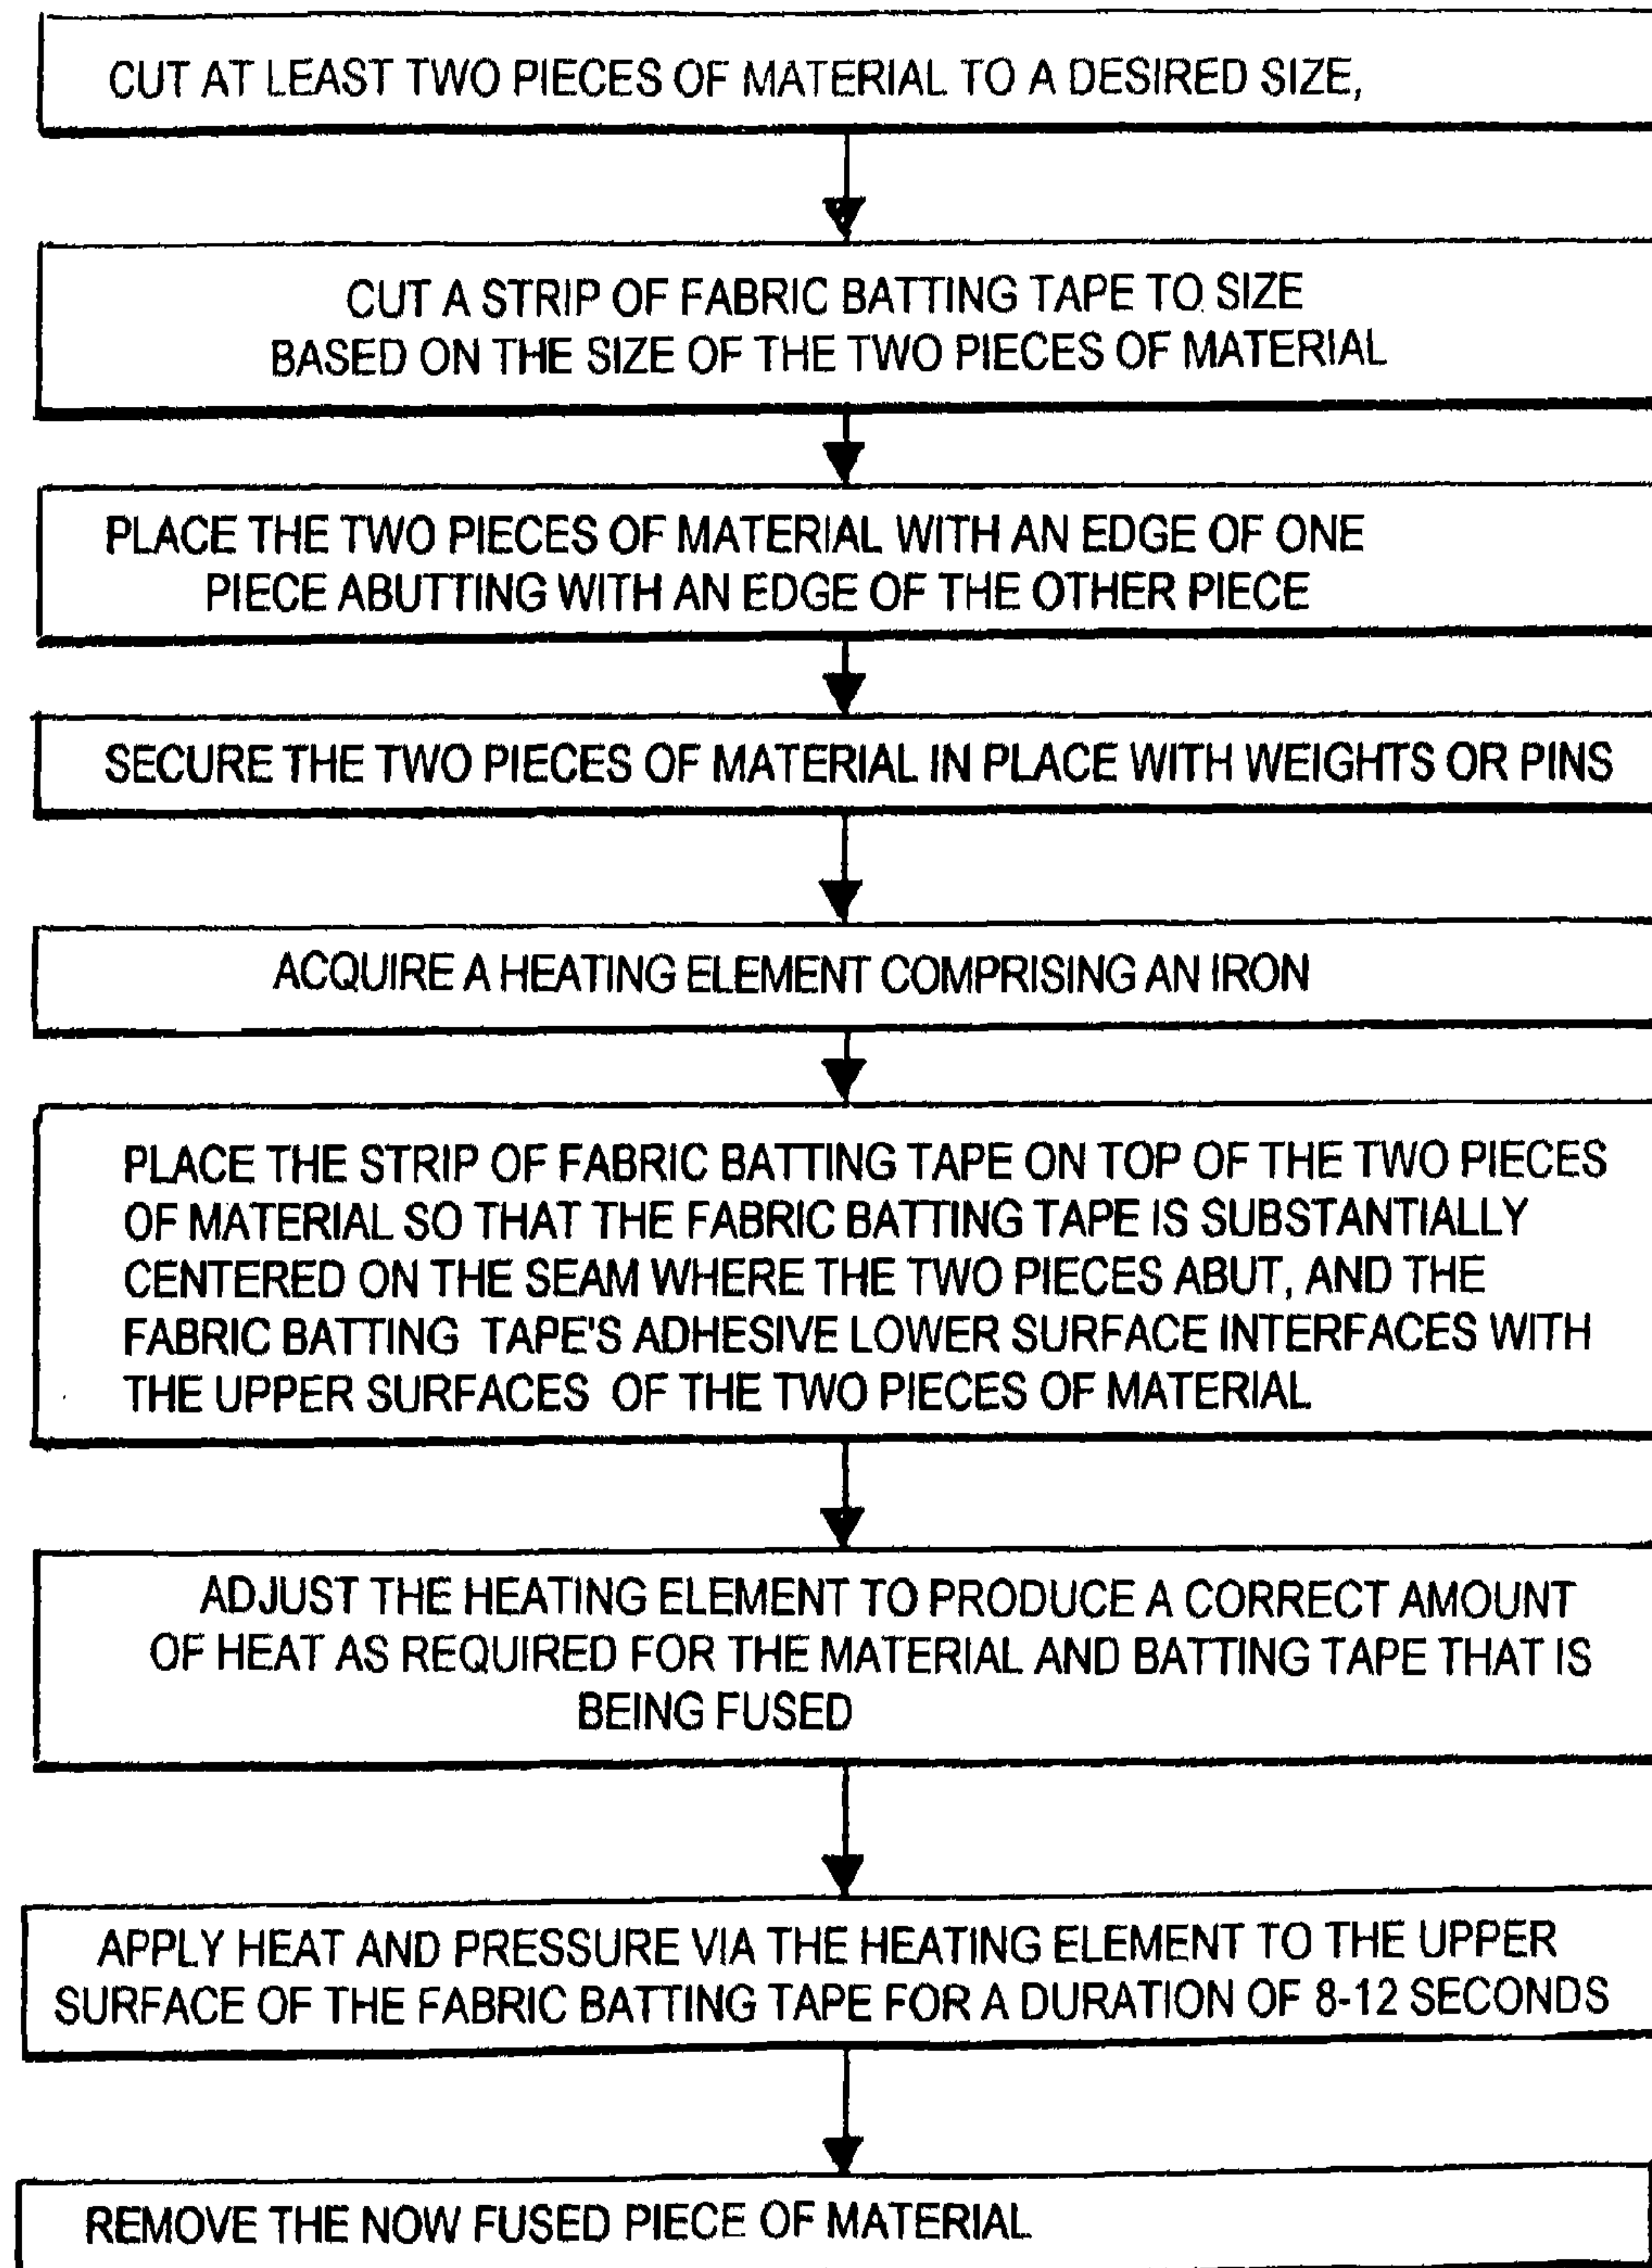 CUT AT LEAST TWO PIECES OF MATERIAL TO A DESIRED SIZE,
CUT A STRIP OF FABRIC BATTING TAPE TO SIZE
BASED ON THE SIZE OF THE TWO PIECES OF MATERIAL
PLACE THE TWO PIECES OF MATERIAL WITH AN EDGE OF ONE
PIECE ABUTTING WITH AN EDGE OF THE OTHER PIECE
SECURE THE TWO PIECES OF MATERIAL IN PLACE WITH WEIGHTS OR PINS
ACQUIRE A HEATING ELEMENT COMPRISING AN IRON
PLACE THE STRIP OF FABRIC BATTING TAPE ON TOP OF THE TWO PIECES
OF MATERIAL SO THAT THE FABRIC BATTING TAPE IS SUBSTANTIALLY
CENTERED ON THE SEAM WHERE THE TWO PIECES ABUT, AND THE
FABRIC BATTING TAPE'S ADHESIVE LOWER SURFACE INTERFACES WITH
THE UPPER SURFACES OF THE TWO PIECES OF MATERIAL
ADJUST THE HEATING ELEMENT TO PRODUCE A CORRECT AMOUNT
OF HEAT AS REQUIRED FOR THE MATERIAL AND BATTING TAPE THAT IS
BEING FUSED
APPLY HEAT AND PRESSURE VIA THE HEATING ELEMENT TO THE UPPER
SURFACE OF THE FABRIC BATTING TAPE FOR A DURATION OF 8-12 SECONDS
REMOVE THE NOW FUSED PIECE OF MATERIAL